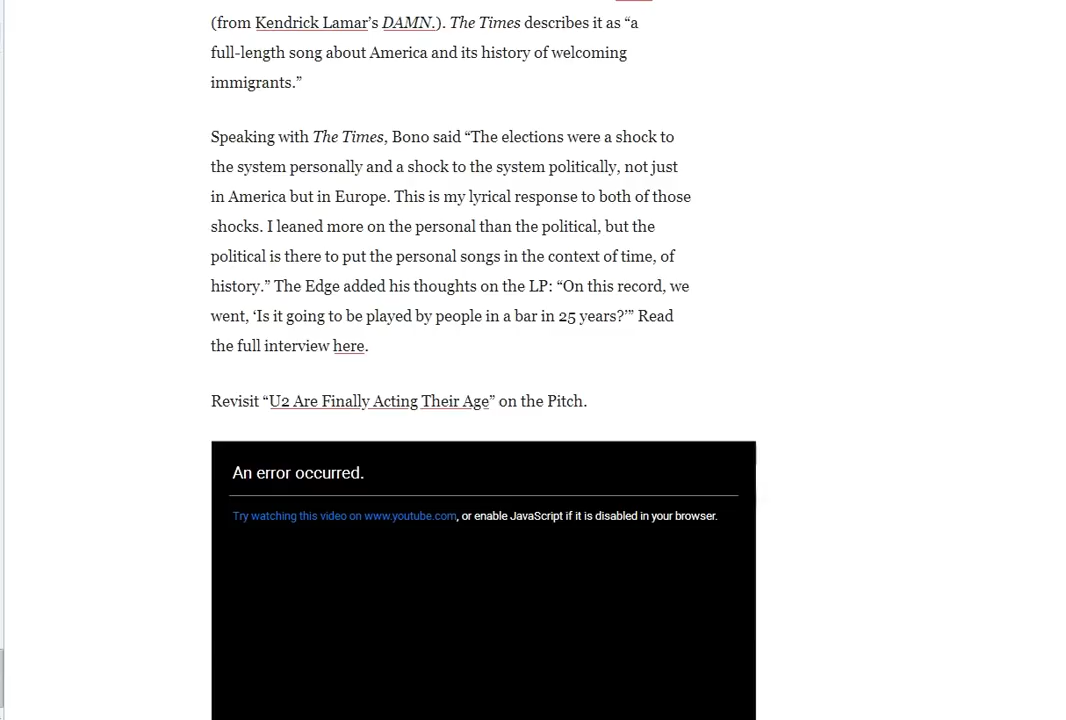 (from Kendrick Lamar’s DAMN.). The Times describes it as “a
full-length song about America and its history of welcoming
immigrants.”
Speaking with The Times, Bono said “The elections were a shock to
the system personally and a shock to the system politically, not just
in America but in Europe. This is my lyrical response to both of those
shocks. I leaned more on the personal than the political, but the
political is there to put the personal songs in the context of time, of
history.” The Edge added his thoughts on the LP: “On this record, we
went, ‘Is it going to be played by people in a bar in 25 years?’” Read
the full interview here.
Revisit “U2 Are Finally Acting Their Age” on the Pitch.
An error occurred.
Try watching this video on www.youtube.com, or enable JavaScript if it is disabled in your browser.